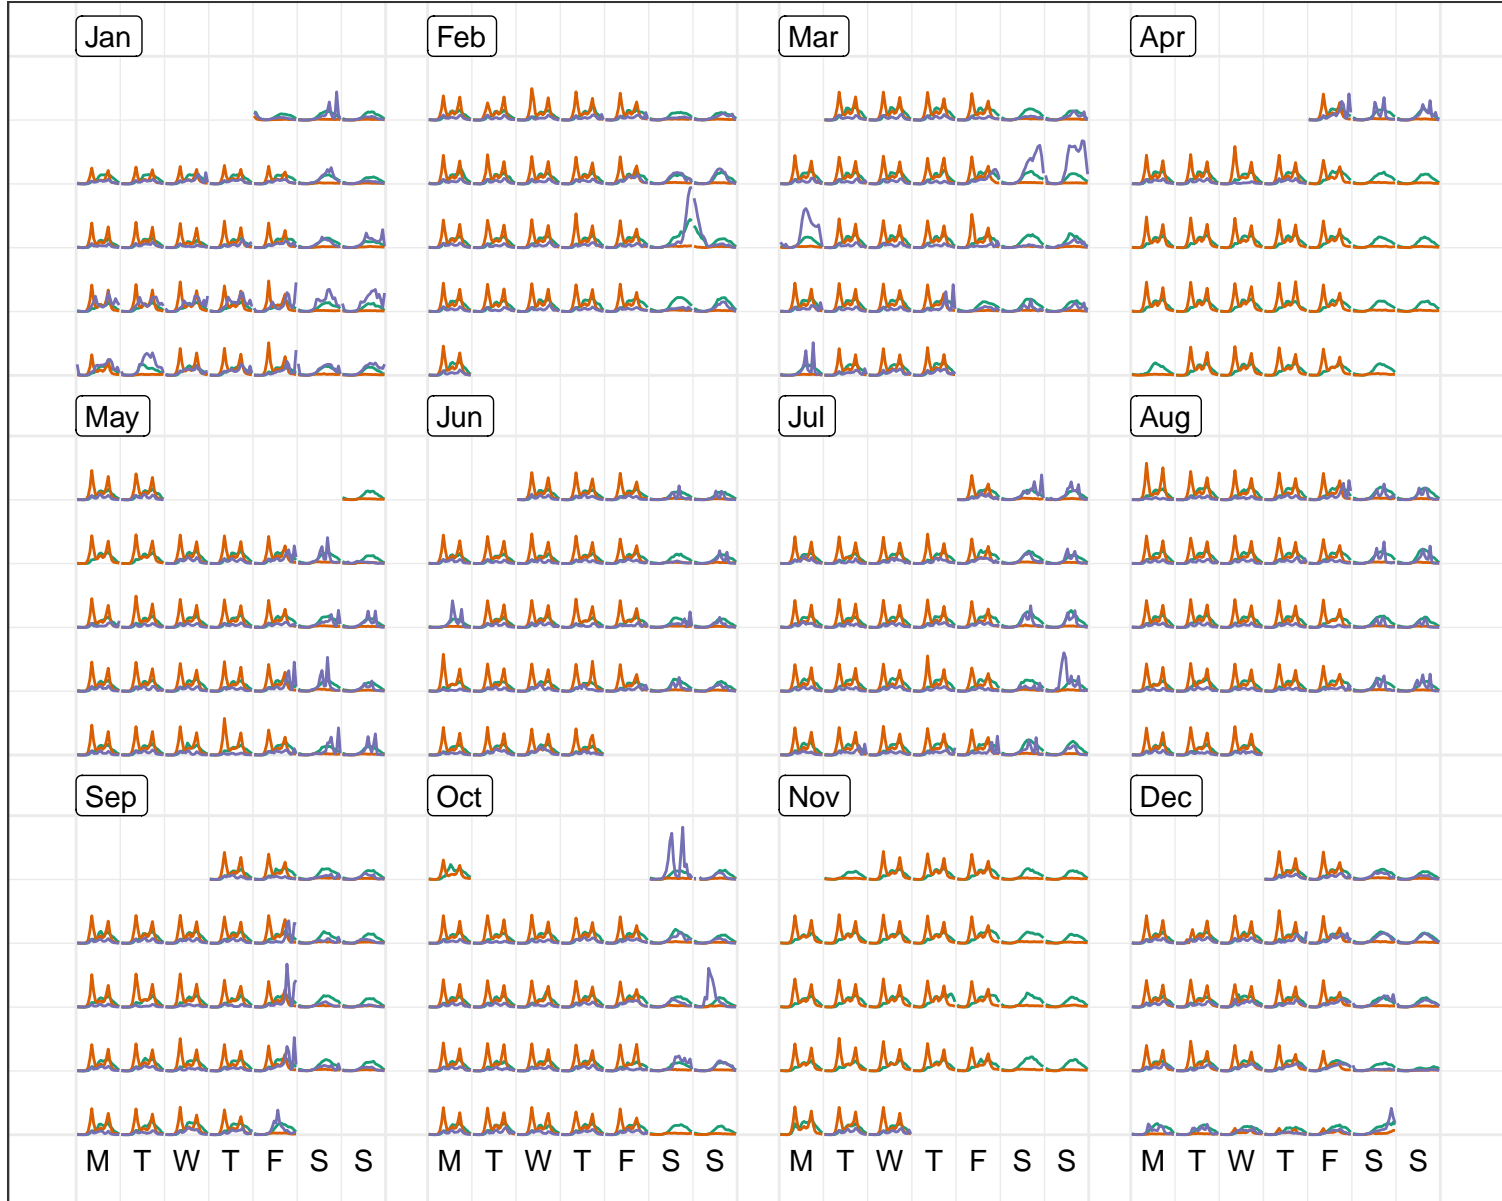 Jan Feb Mar Apr
May Jun Jul Aug
Sep Oct Nov Dec
M T W T F S S M T W T F S S M T W T F S S M T W T F S S